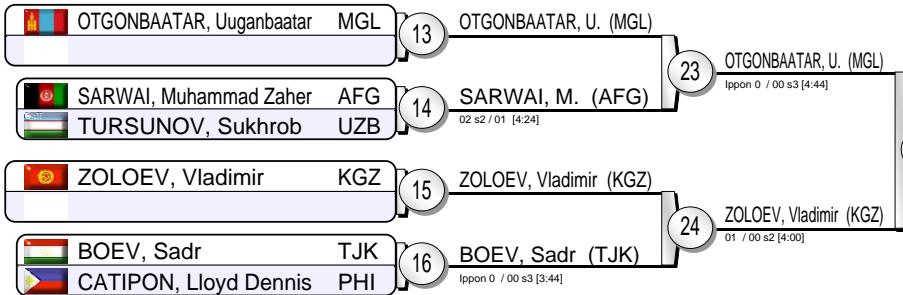 OTGONBAATAR, Uuganbaatar MGL
13
OTGONBAATAR, U. (MGL)
23
OTGONBAATAR, U. (MGL)
Ippon 0 / 00 s3 [4:44]
SARWAI, Muhammad Zaher AFG
TURSUNOV, Sukhrob UZB
14
SARWAI, M. (AFG)
02 s2 / 01 [4:24]
ZOLOEV, Vladimir KGZ
15
ZOLOEV, Vladimir (KGZ)
24
ZOLOEV, Vladimir (KGZ)
01 / 00 s2 [4:00]
BOEV, Sadr TJK
CATIPON, Lloyd Dennis PHI
16
BOEV, Sadr (TJK)
Ippon 0 / 00 s3 [3:44]